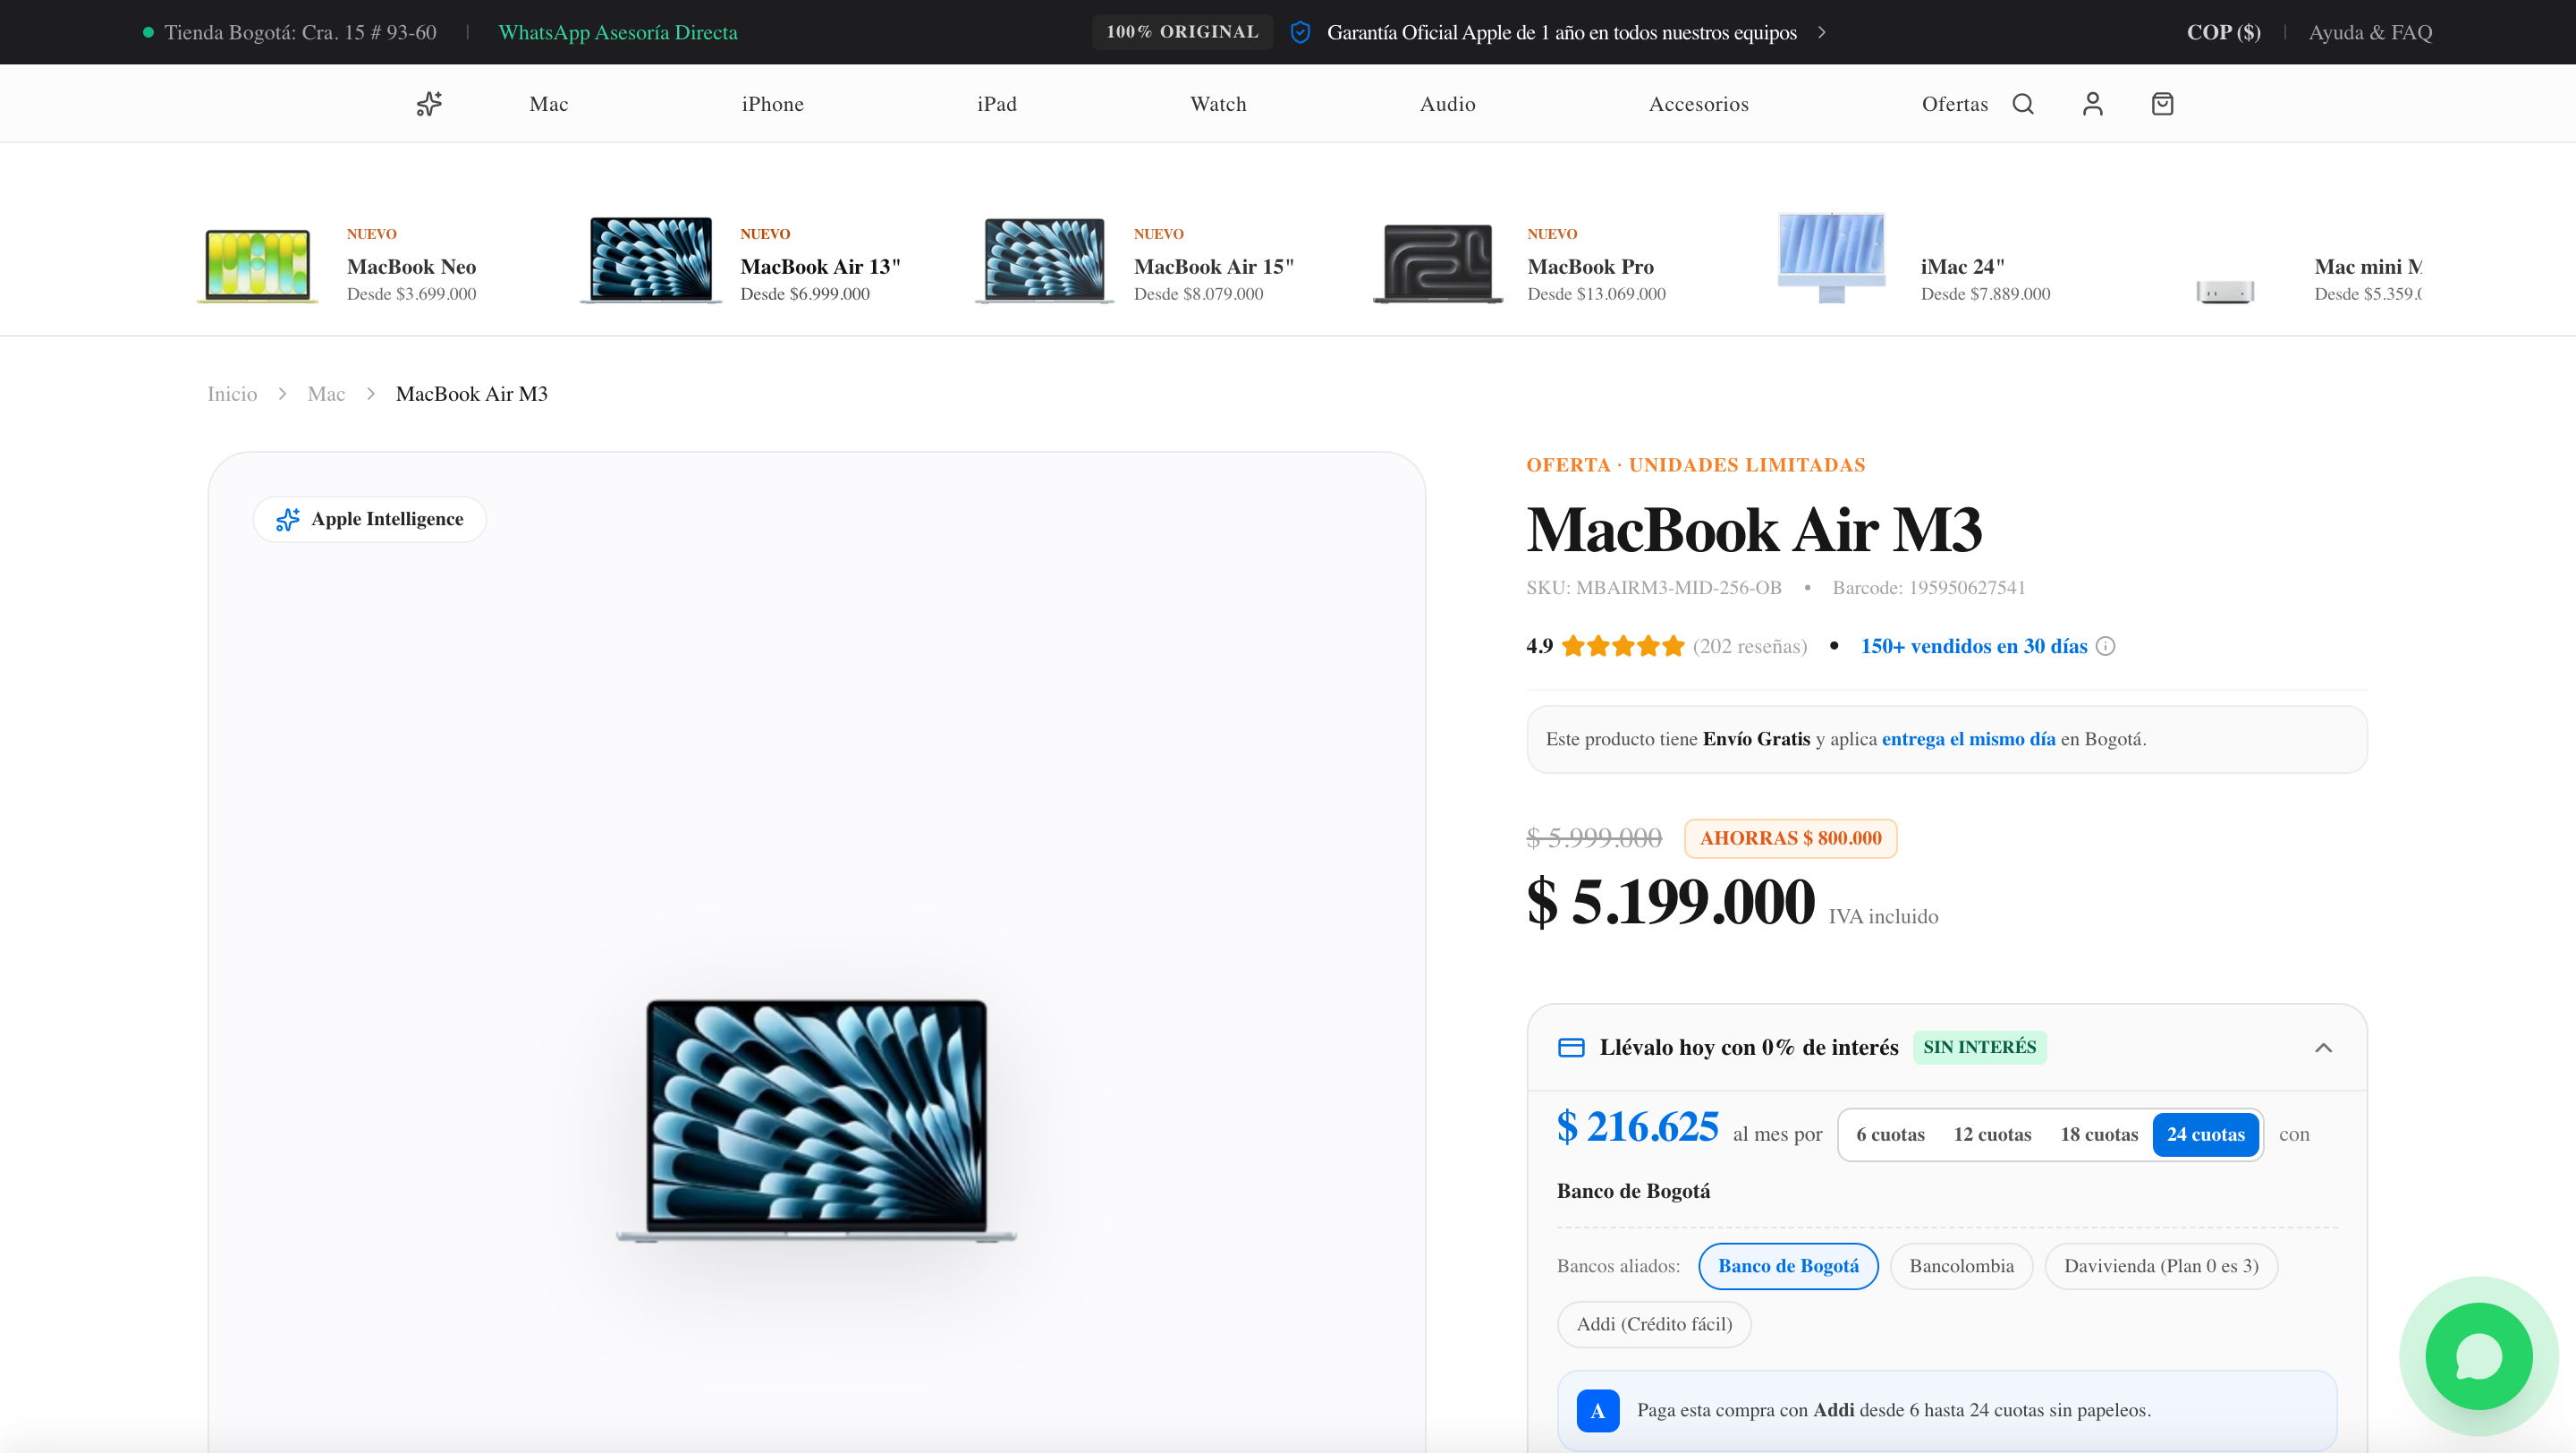 Tienda Bogotá: Cra. 15 # 93-60 | WhatsApp Asesoría Directa
100% ORIGINAL Garantía Oficial Apple de 1 año en todos nuestros equipos
COP ($) | Ayuda & FAQ
Mac iPhone iPad Watch Audio Accesorios Ofertas
NUEVO
MacBook Neo
Desde $3.699.000
NUEVO
MacBook Air 13"
Desde $6.999.000
NUEVO
MacBook Air 15"
Desde $8.079.000
NUEVO
MacBook Pro
Desde $13.069.000
iMac 24"
Desde $7.889.000
Mac mini
Desde $5.359.
Inicio > Mac > MacBook Air M3
Apple Intelligence
OFERTA · UNIDADES LIMITADAS
MacBook Air M3
SKU: MBAIRM3-MID-256-OB • Barcode: 195950627541
4.9 (202 reseñas) • 150+ vendidos en 30 días
Este producto tiene Envío Gratis y aplica entrega el mismo día en Bogotá.
$ 5.999.000 AHORRAS $ 800.000
$ 5.199.000 IVA incluido
Llévalo hoy con 0% de interés SIN INTERÉS
$ 216.625 al mes por 6 cuotas 12 cuotas 18 cuotas 24 cuotas con
Banco de Bogotá
Bancos aliados: Banco de Bogotá Bancolombia Davivienda (Plan 0 es 3)
Addi (Crédito fácil)
A Paga esta compra con Addi desde 6 hasta 24 cuotas sin papeleos.